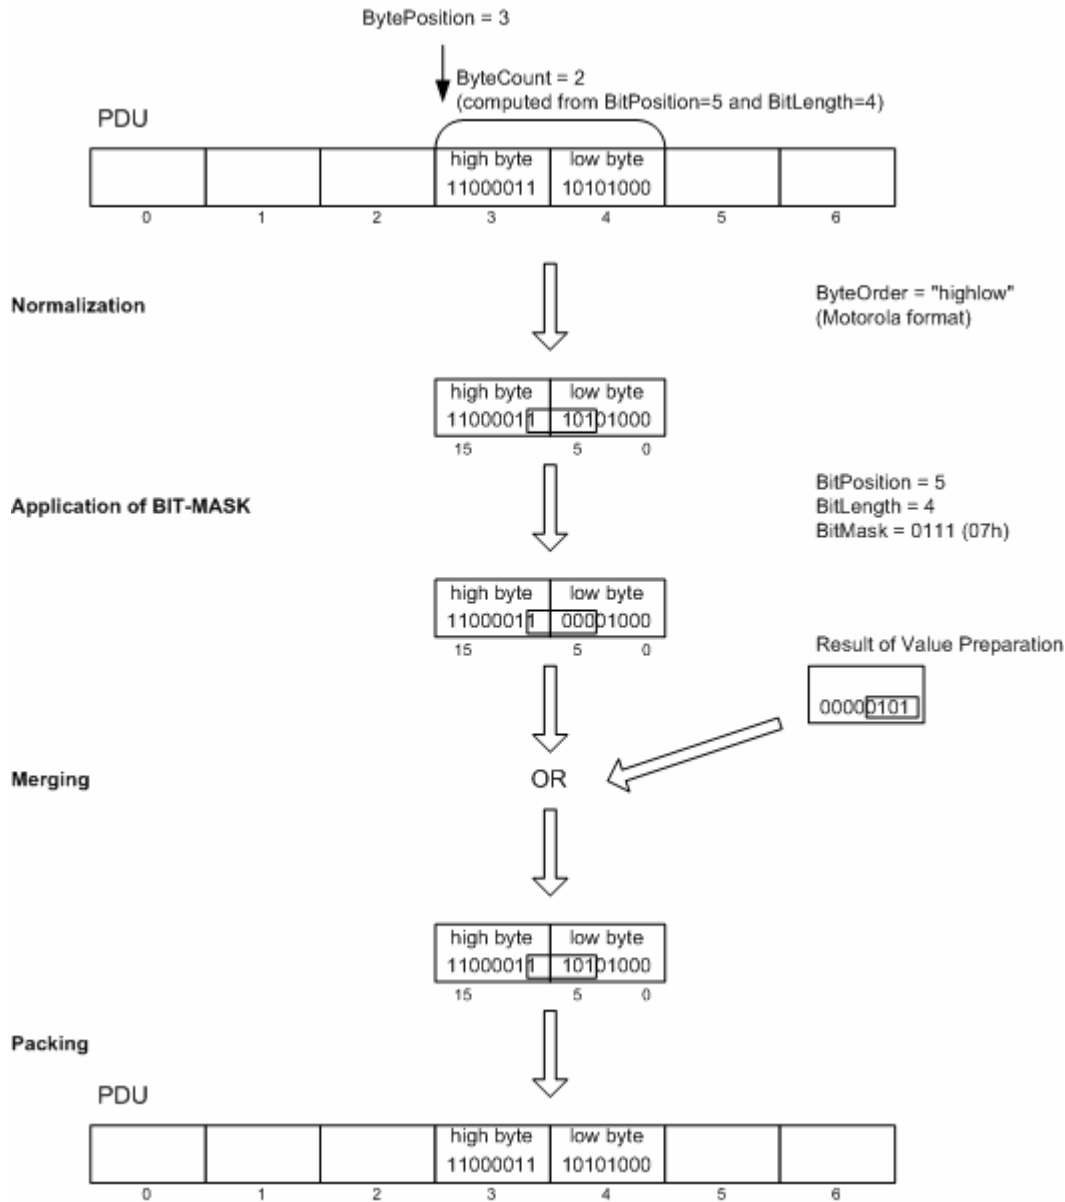 BytePosition = 3
ByteCount = 2
(computed from BitPosition=5 and BitLength=4)
PDU
high byte low byte
11000011 10101000
0 1 2 3 4 5 6
Normalization
ByteOrder = "highlow"
(Motorola format)
high byte low byte
11000011 10101000
15 5 0
Application of BIT-MASK
BitPosition = 5
BitLength = 4
BitMask = 0111 (07h)
high byte low byte
11000011 00001000
15 5 0
Result of Value Preparation
00000101
Merging
OR
high byte low byte
11000011 10101000
15 5 0
Packing
PDU
high byte low byte
11000011 10101000
0 1 2 3 4 5 6